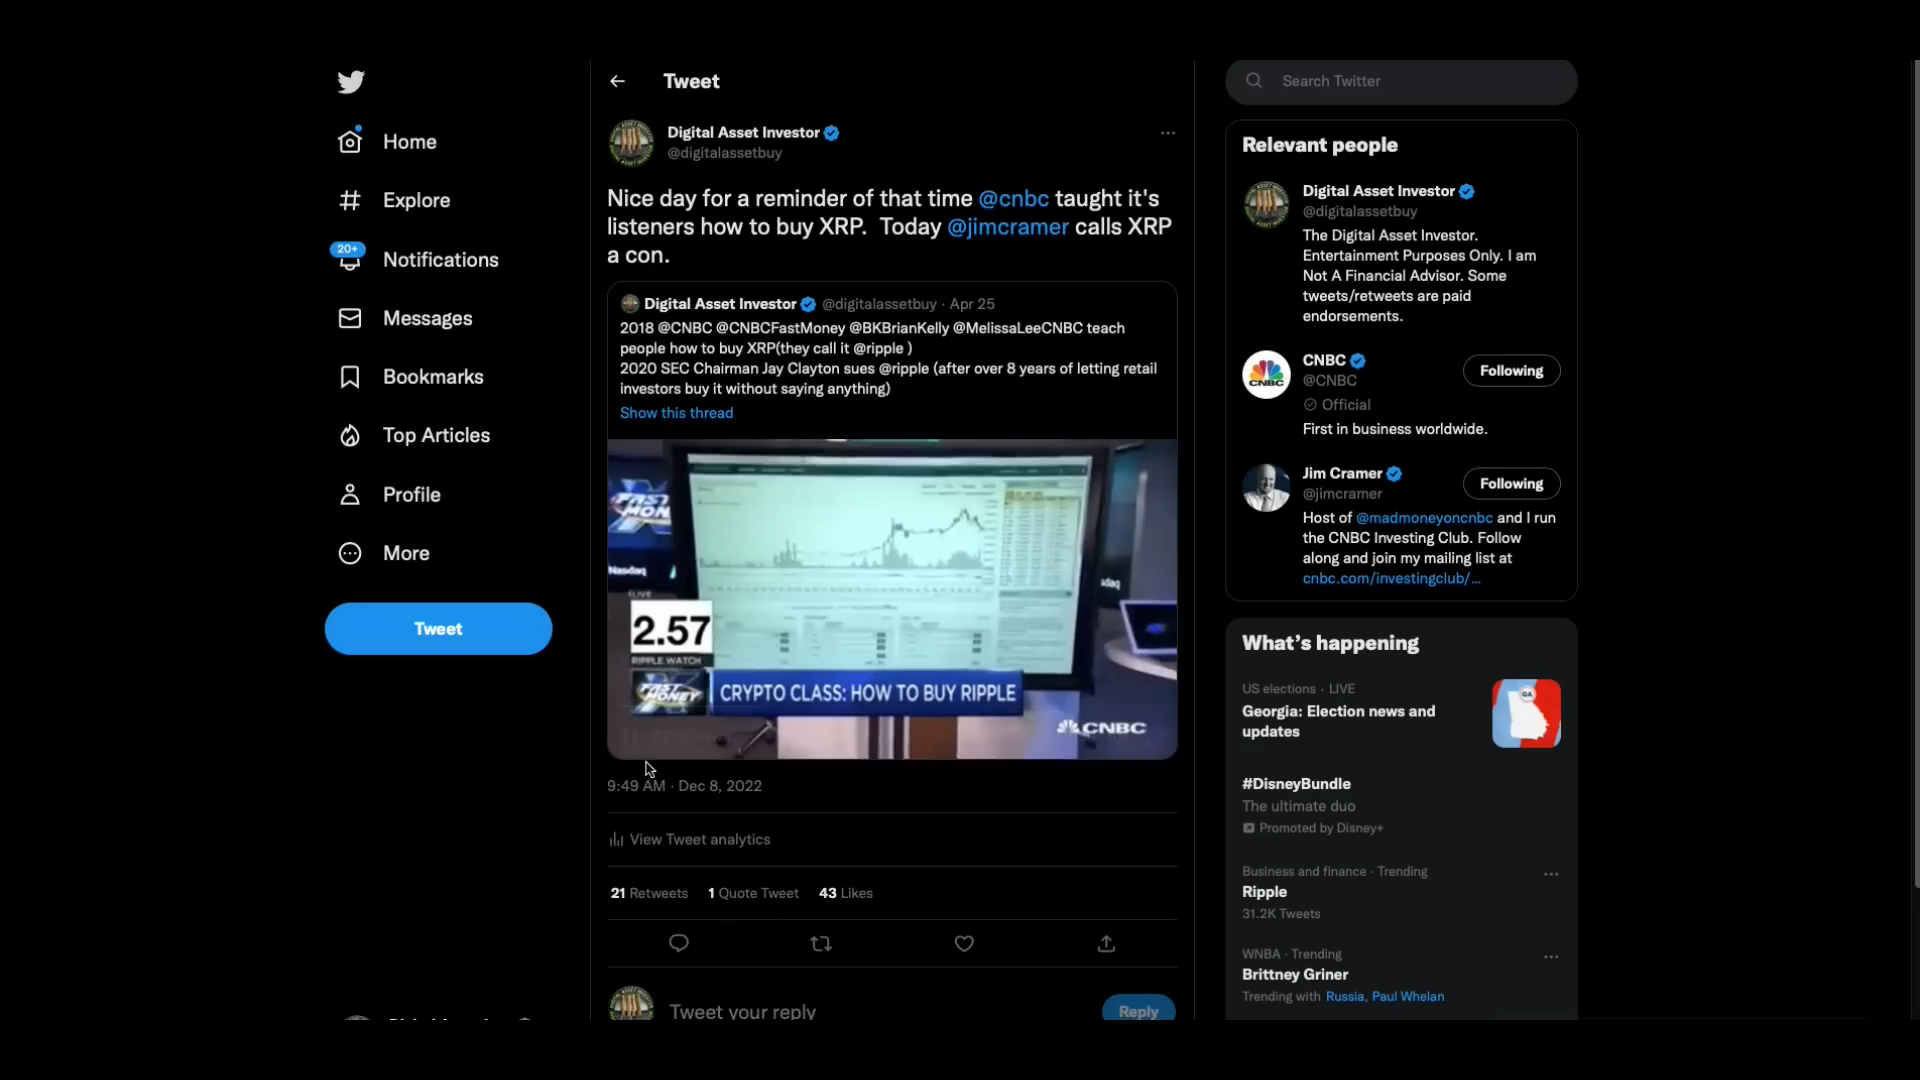 Home
Explore
20+
Notifications
Messages
Bookmarks
Top Articles
Profile
More
Tweet
Tweet
Digital Asset Investor
@digitalassetbuy
Nice day for a reminder of that time @cnbc taught it's
listeners how to buy XRP.  Today @jimcramer calls XRP
a con.
Digital Asset Investor @digitalassetbuy · Apr 25
2018 @CNBC @CNBCFastMoney @BKBrianKelly @MelissaLeeCNBC teach
people how to buy XRP(they call it @ripple )
2020 SEC Chairman Jay Clayton sues @ripple (after over 8 years of letting retail
investors buy it without saying anything)
Show this thread
FAST
MONEY
Nasdaq
LIVE
2.57
RIPPLE WATCH
FAST
MONEY
CRYPTO CLASS: HOW TO BUY RIPPLE
CNBC
9:49 AM · Dec 8, 2022
View Tweet analytics
21 Retweets 1 Quote Tweet 43 Likes
Tweet your reply
Reply
Search Twitter
Relevant people
Digital Asset Investor
@digitalassetbuy
The Digital Asset Investor.
Entertainment Purposes Only. I am
Not A Financial Advisor. Some
tweets/retweets are paid
endorsements.
CNBC
CNBC
@CNBC
Following
Official
First in business worldwide.
Jim Cramer
@jimcramer
Following
Host of @madmoneyoncnbc and I run
the CNBC Investing Club. Follow
along and join my mailing list at
cnbc.com/investingclub/...
What's happening
US elections · LIVE
Georgia: Election news and
updates
GA
#DisneyBundle
The ultimate duo
Promoted by Disney+
Business and finance · Trending
Ripple
31.2K Tweets
WNBA · Trending
Brittney Griner
Trending with Russia, Paul Whelan